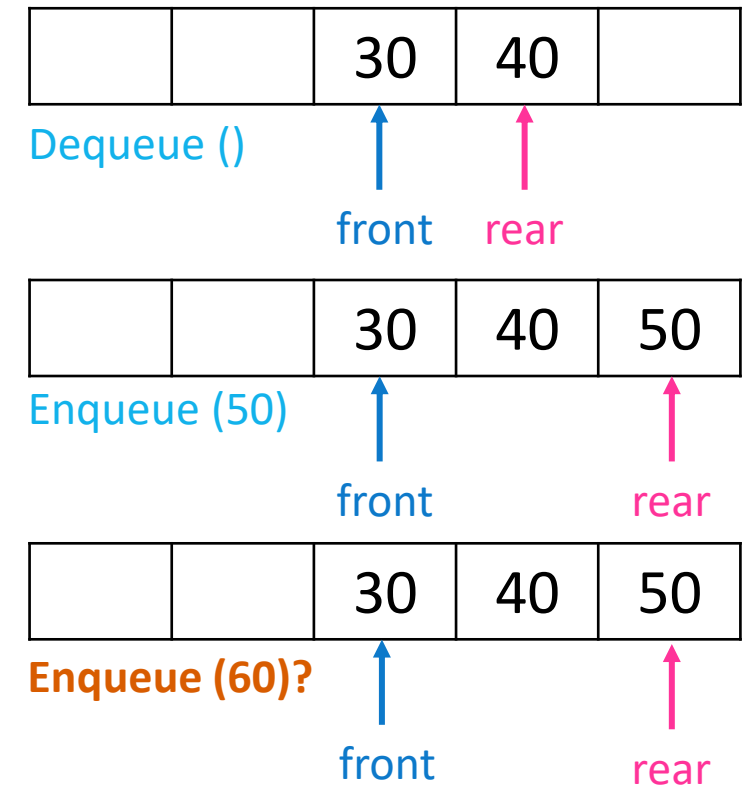 30 40
Dequeue ()
front rear
30 40 50
Enqueue (50)
front rear
30 40 50
Enqueue (60)?
front rear